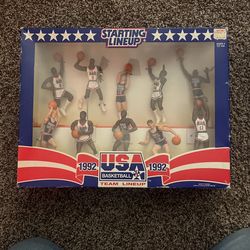 STARTING
LINEUP
1992
USA
BASKETBALL
1992
TEAM LINEUP